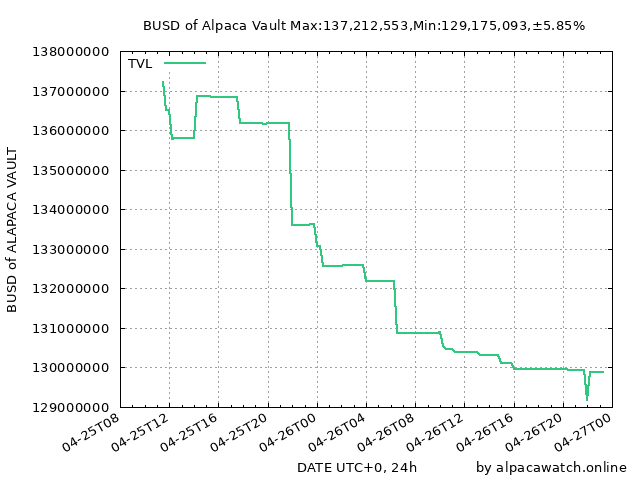 BUSD of Alpaca Vault Max:137,212,553,Min:129,175,093,±5.85%
TVL
138000000
137000000
136000000
135000000
134000000
133000000
132000000
131000000
130000000
129000000
BUSD of ALAPACA VAULT
04-25T08
04-25T12
04-25T16
04-25T20
04-26T00
04-26T04
04-26T08
04-26T12
04-26T16
04-26T20
04-27T00
DATE UTC+0, 24h
by alpacawatch.online